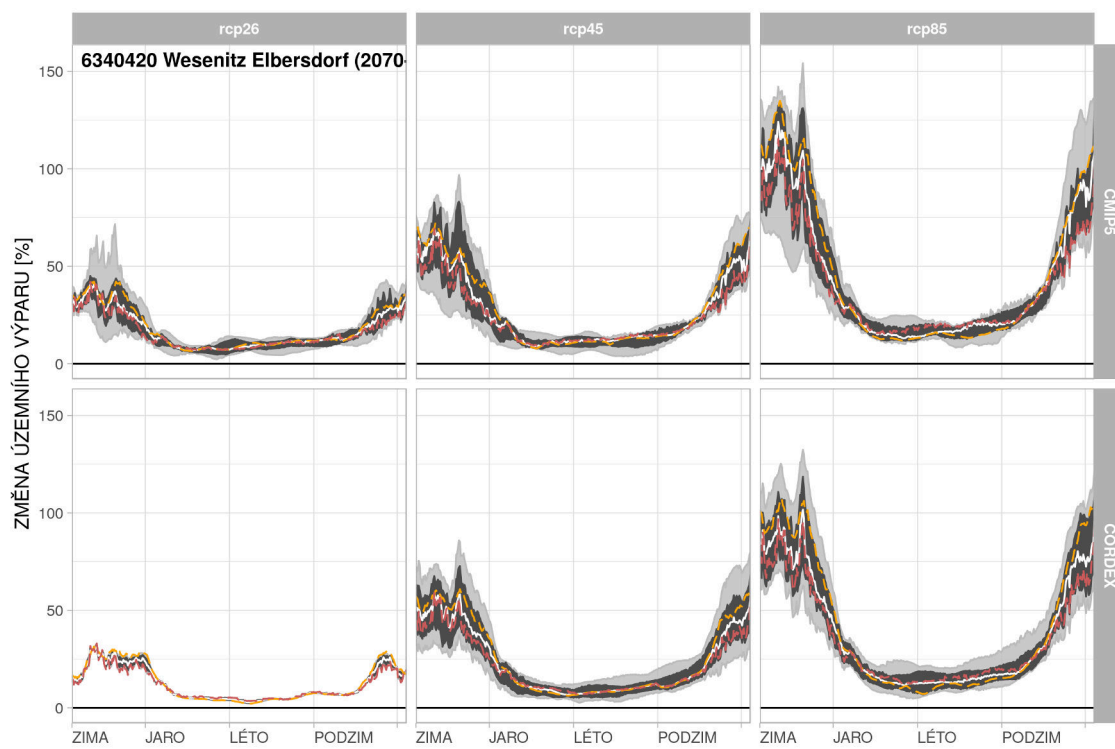 rcp26 rcp45 rcp85
6340420 Wesenitz Elbersdorf (2070-
ZMĚNA ÚZEMNÍHO VÝPARU [%]
150
100
50
0
CMIP5
150
100
50
0
CORDEX
ZIMA JARO LÉTO PODZIM ZIMA JARO LÉTO PODZIM ZIMA JARO LÉTO PODZIM